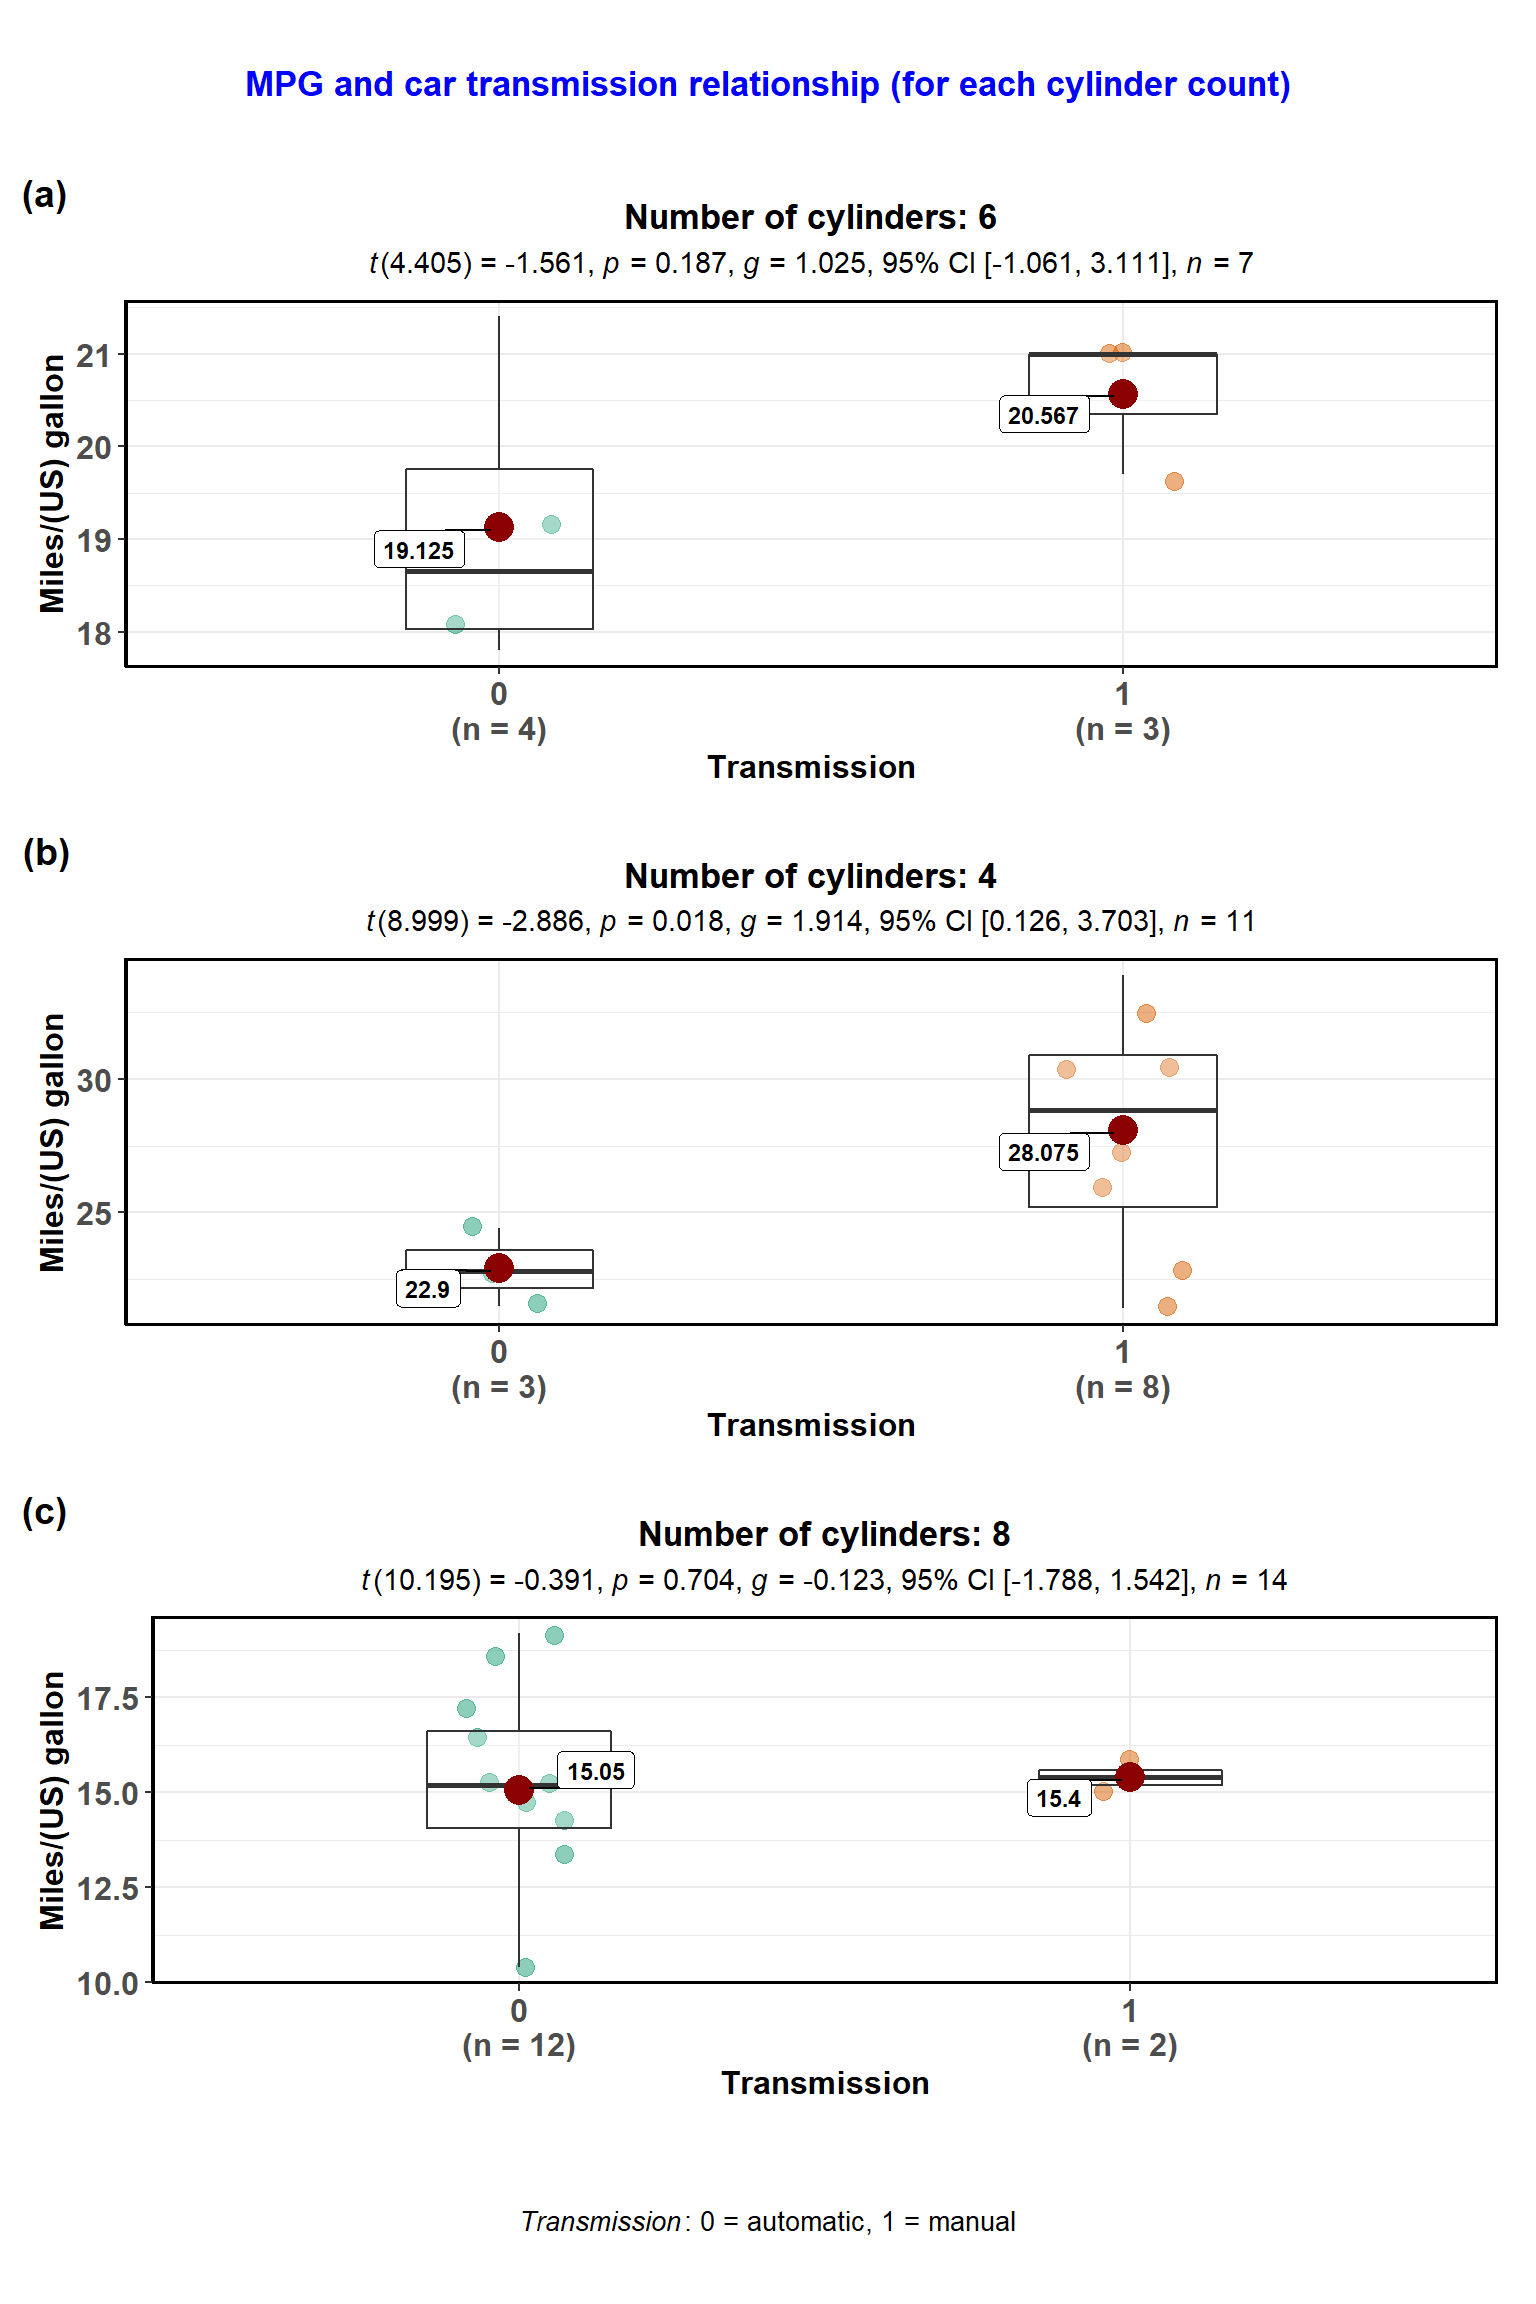 MPG and car transmission relationship (for each cylinder count)
(a)
Number of cylinders: 6
t(4.405) = -1.561, p = 0.187, g = 1.025, 95% CI [-1.061, 3.111], n = 7
Miles/(US) gallon
21
20
19
18
19.125
20.567
0
(n = 4)
1
(n = 3)
Transmission
(b)
Number of cylinders: 4
t(8.999) = -2.886, p = 0.018, g = 1.914, 95% CI [0.126, 3.703], n = 11
Miles/(US) gallon
30
25
22.9
28.075
0
(n = 3)
1
(n = 8)
Transmission
(c)
Number of cylinders: 8
t(10.195) = -0.391, p = 0.704, g = -0.123, 95% CI [-1.788, 1.542], n = 14
Miles/(US) gallon
17.5
15.0
12.5
10.0
15.05
15.4
0
(n = 12)
1
(n = 2)
Transmission
Transmission: 0 = automatic, 1 = manual